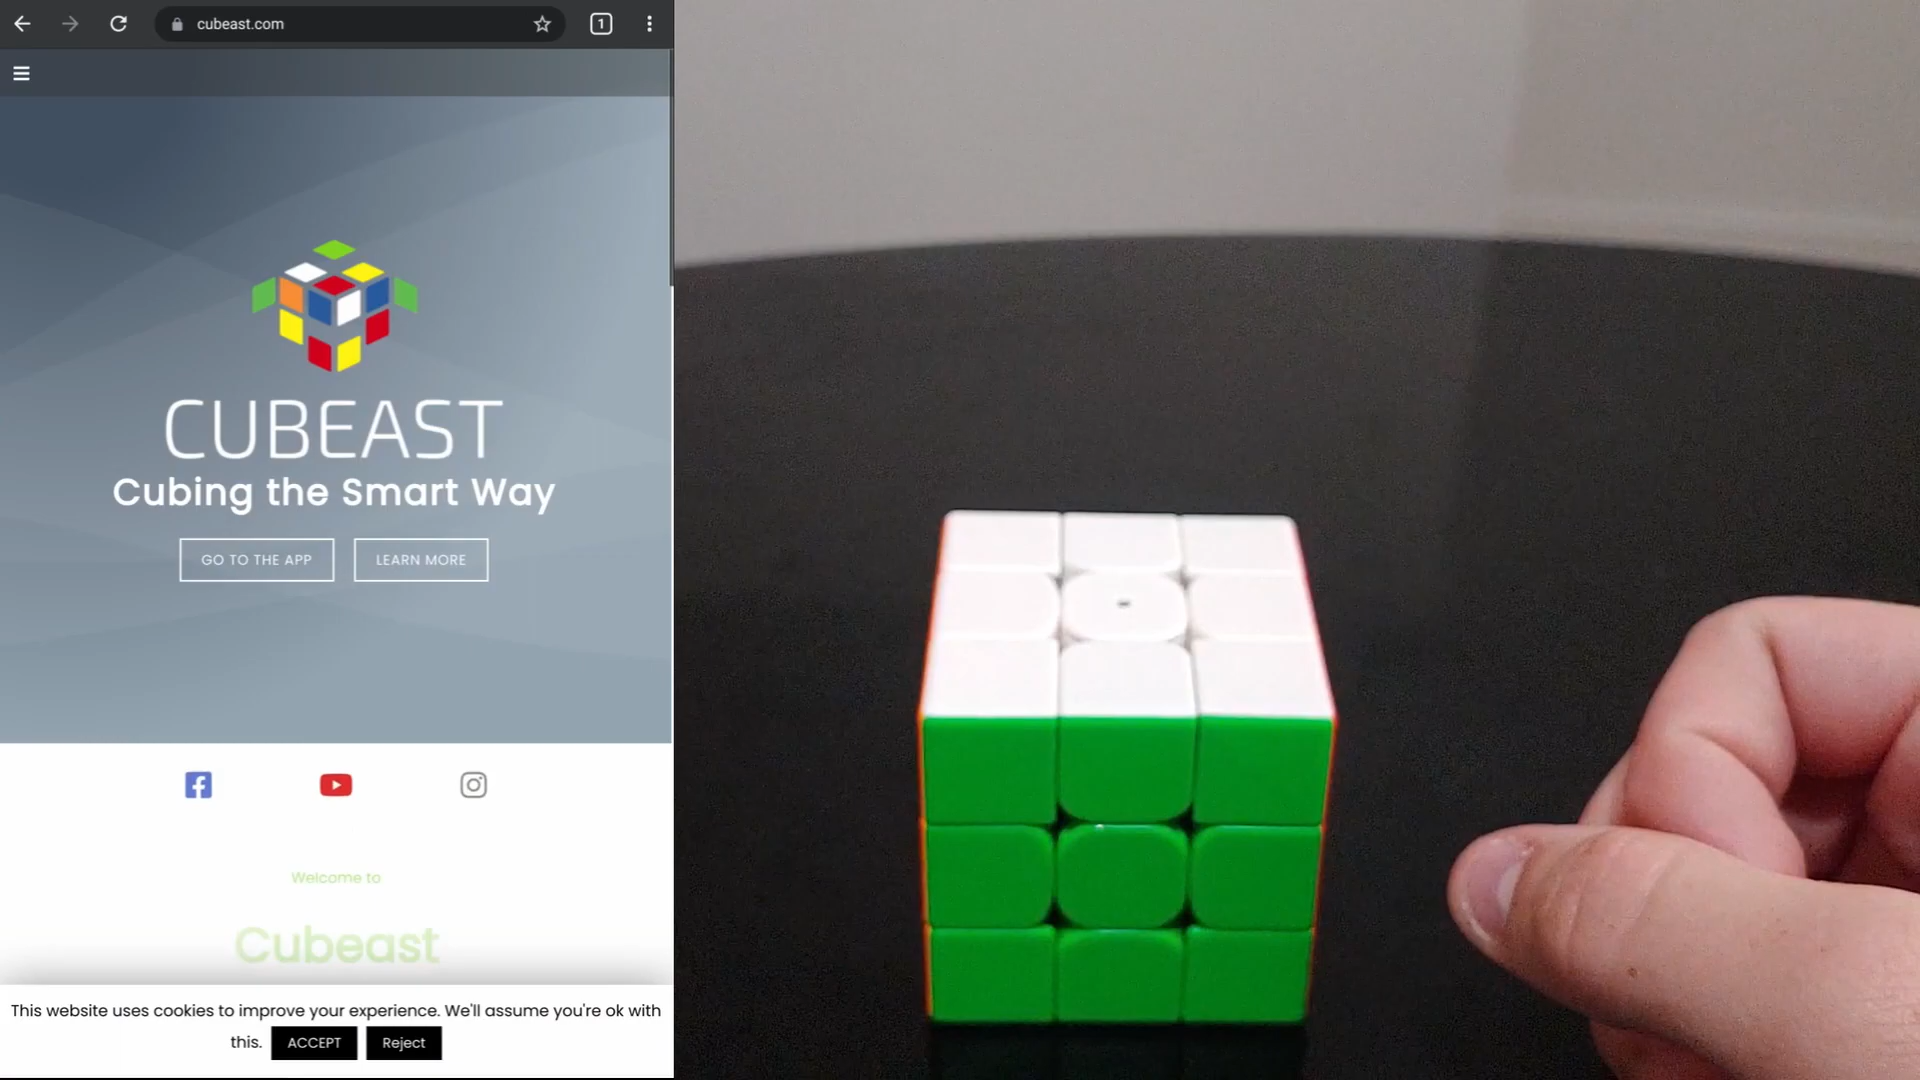 cubeast.com
1
CUBEAST
Cubing the Smart Way
GO TO THE APP
LEARN MORE
Welcome to
Cubeast
This website uses cookies to improve your experience. We'll assume you're ok with
this. ACCEPT Reject